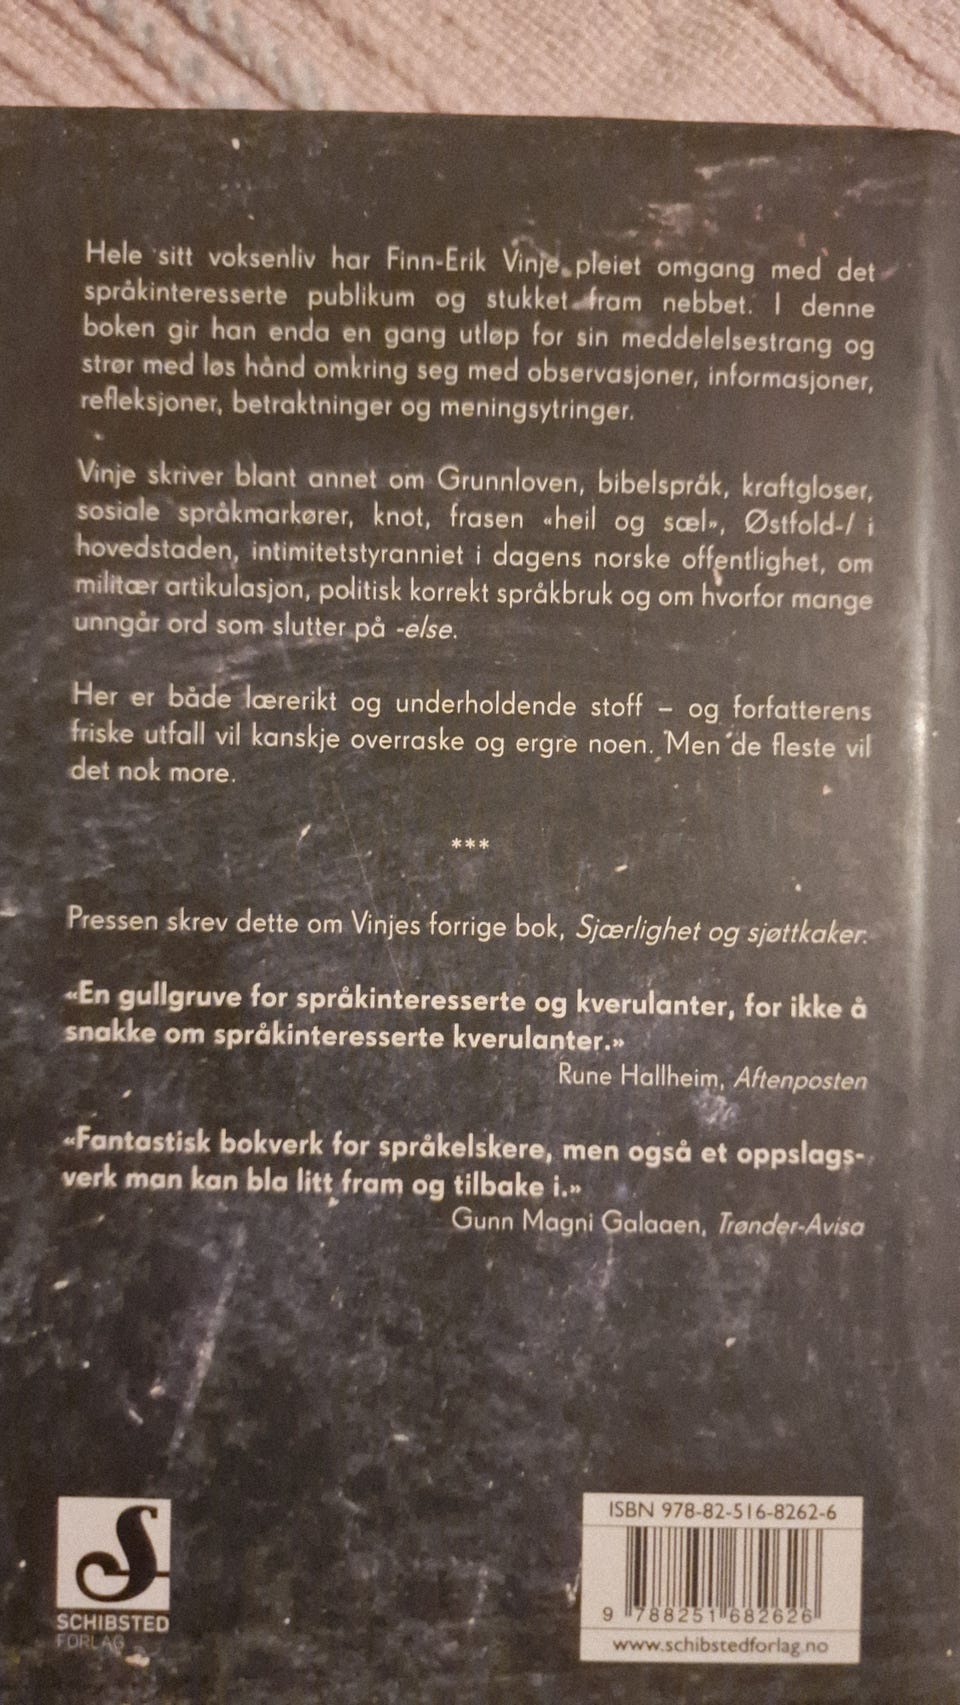 Hele sitt voksenliv har Finn-Erik Vinje pleiet omgang med det
språkinteresserte publikum og stukket fram nebbet. I denne
boken gir han enda en gang utløp for sin meddelelsestrang og
strør med løs hånd omkring seg med observasjoner, informasjoner,
refleksjoner, betraktninger og meningsytringer.
Vinje skriver blant annet om Grunnloven, bibelspråk, kraftgloser,
sosiale språkmarkører, knot, frasen «heil og sæl», Østfold-/ i
hovedstaden, intimitetstyranniet i dagens norske offentlighet, om
militær artikulasjon, politisk korrekt språkbruk og om hvorfor mange
unngår ord som slutter på -else.
Her er både lærerikt og underholdende stoff – og forfatterens
friske utfall vil kanskje overraske og ergre noen. Men de fleste vil
det nok more.
***
Pressen skrev dette om Vinjes forrige bok, Sjærlighet og sjøttkaker:
«En gullgruve for språkinteresserte og kverulanter, for ikke å
snakke om språkinteresserte kverulanter.»
Rune Hallheim, Aftenposten
«Fantastisk bokverk for språkelskere, men også et oppslags-
verk man kan bla litt fram og tilbake i.»
Gunn Magni Galaaen, Trønder-Avisa
SCHIBSTED
FORLAG
ISBN 978-82-516-8262-6
9 788251 682626
www.schibstedforlag.no